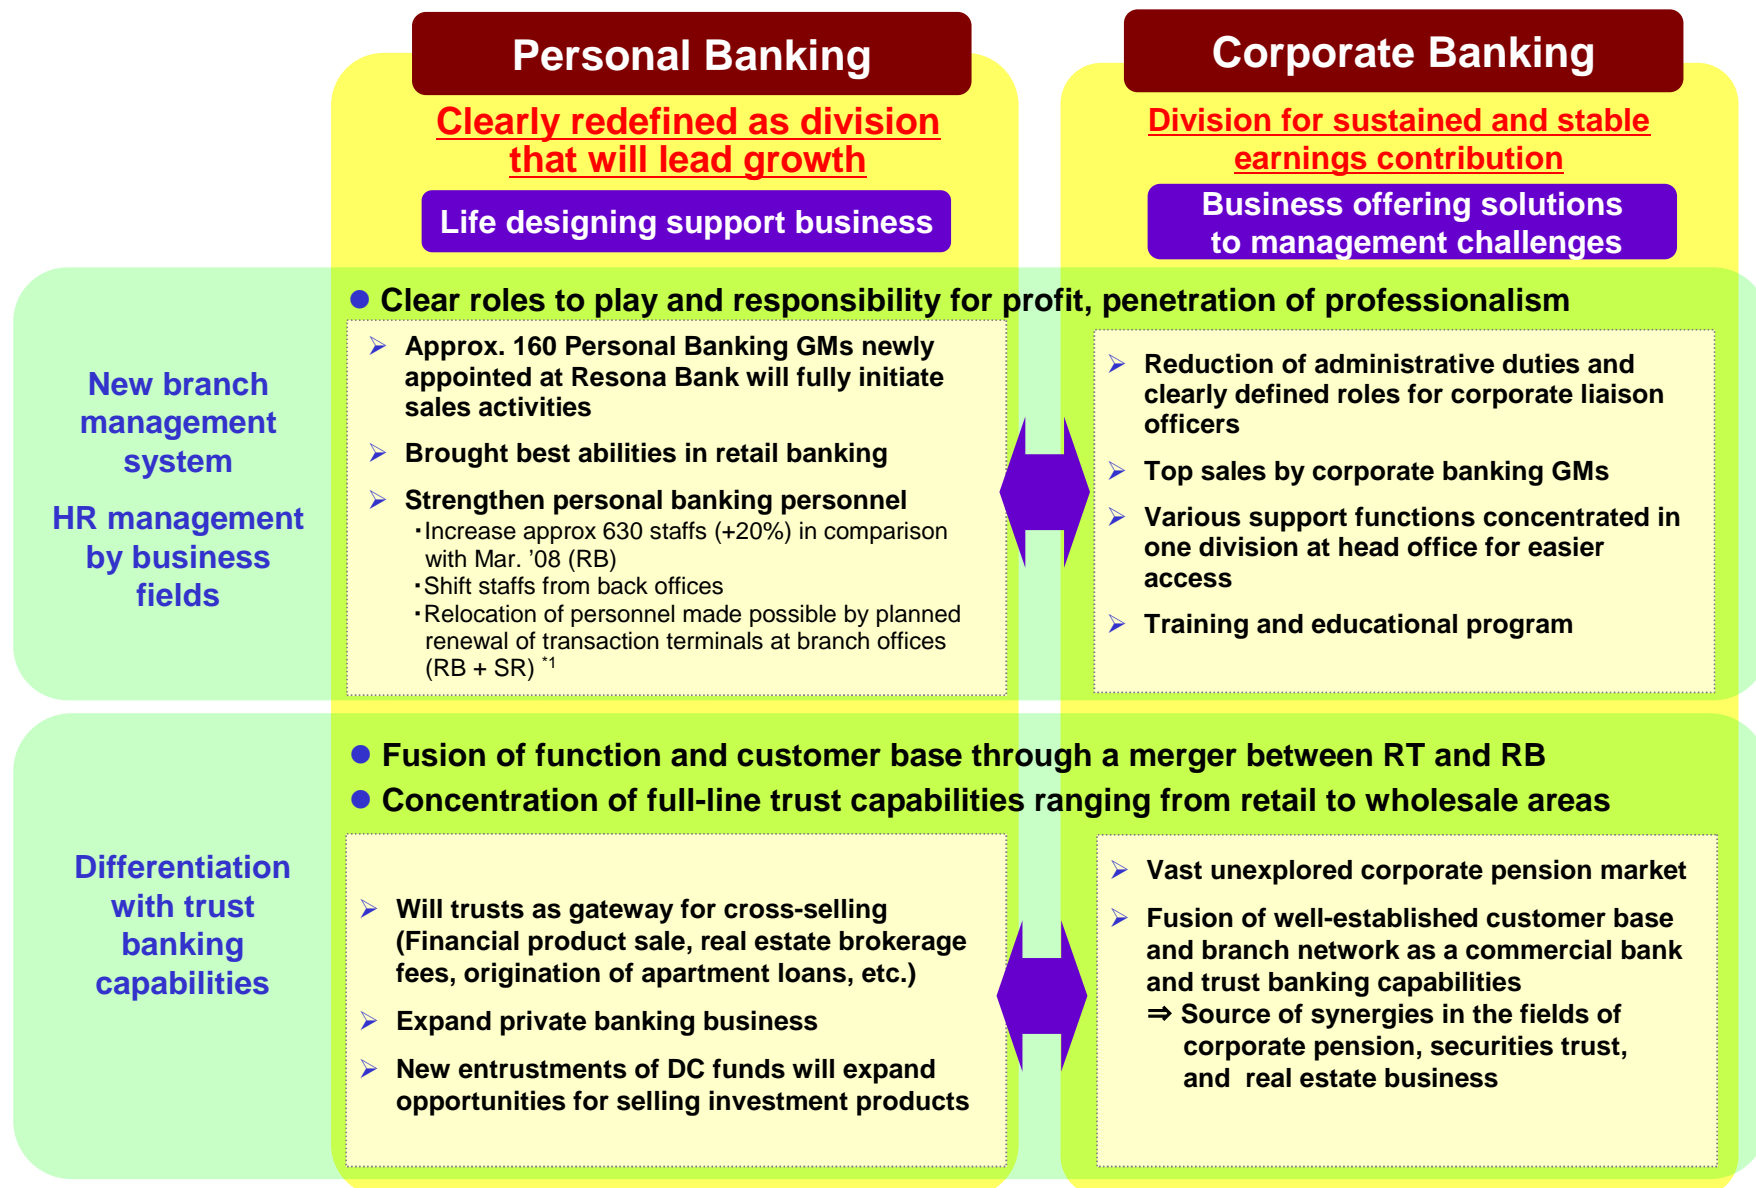 Personal Banking
Clearly redefined as division
that will lead growth
Life designing support business
Corporate Banking
Division for sustained and stable
earnings contribution
Business offering solutions
to management challenges
New branch
management
system
HR management
by business
fields
● Clear roles to play and responsibility for profit, penetration of professionalism
➢ Approx. 160 Personal Banking GMs newly
appointed at Resona Bank will fully initiate
sales activities
➢ Brought best abilities in retail banking
➢ Strengthen personal banking personnel
・Increase approx 630 staffs (+20%) in comparison
with Mar. ’08 (RB)
・Shift staffs from back offices
・Relocation of personnel made possible by planned
renewal of transaction terminals at branch offices
(RB + SR) *1
➢ Reduction of administrative duties and
clearly defined roles for corporate liaison
officers
➢ Top sales by corporate banking GMs
➢ Various support functions concentrated in
one division at head office for easier
access
➢ Training and educational program
Differentiation
with trust
banking
capabilities
● Fusion of function and customer base through a merger between RT and RB
● Concentration of full-line trust capabilities ranging from retail to wholesale areas
➢ Will trusts as gateway for cross-selling
(Financial product sale, real estate brokerage
fees, origination of apartment loans, etc.)
➢ Expand private banking business
➢ New entrustments of DC funds will expand
opportunities for selling investment products
➢ Vast unexplored corporate pension market
➢ Fusion of well-established customer base
and branch network as a commercial bank
and trust banking capabilities
⇒ Source of synergies in the fields of
corporate pension, securities trust,
and real estate business